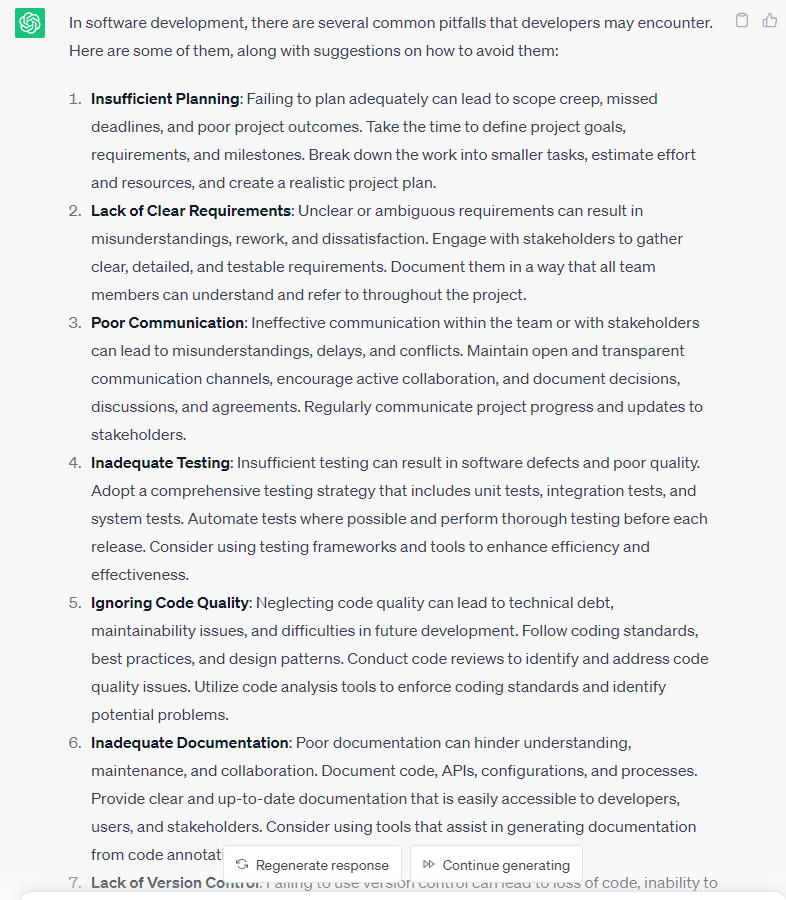 In software development, there are several common pitfalls that developers may encounter.
Here are some of them, along with suggestions on how to avoid them:
1. Insufficient Planning: Failing to plan adequately can lead to scope creep, missed
deadlines, and poor project outcomes. Take the time to define project goals,
requirements, and milestones. Break down the work into smaller tasks, estimate effort
and resources, and create a realistic project plan.
2. Lack of Clear Requirements: Unclear or ambiguous requirements can result in
misunderstandings, rework, and dissatisfaction. Engage with stakeholders to gather
clear, detailed, and testable requirements. Document them in a way that all team
members can understand and refer to throughout the project.
3. Poor Communication: Ineffective communication within the team or with stakeholders
can lead to misunderstandings, delays, and conflicts. Maintain open and transparent
communication channels, encourage active collaboration, and document decisions,
discussions, and agreements. Regularly communicate project progress and updates to
stakeholders.
4. Inadequate Testing: Insufficient testing can result in software defects and poor quality.
Adopt a comprehensive testing strategy that includes unit tests, integration tests, and
system tests. Automate tests where possible and perform thorough testing before each
release. Consider using testing frameworks and tools to enhance efficiency and
effectiveness.
5. Ignoring Code Quality: Neglecting code quality can lead to technical debt,
maintainability issues, and difficulties in future development. Follow coding standards,
best practices, and design patterns. Conduct code reviews to identify and address code
quality issues. Utilize code analysis tools to enforce coding standards and identify
potential problems.
6. Inadequate Documentation: Poor documentation can hinder understanding,
maintenance, and collaboration. Document code, APIs, configurations, and processes.
Provide clear and up-to-date documentation that is easily accessible to developers,
users, and stakeholders. Consider using tools that assist in generating documentation
from code annotati
Regenerate response
Continue generating
7. Lack of Version Control: Failing to use version control can lead to loss of code, inability to